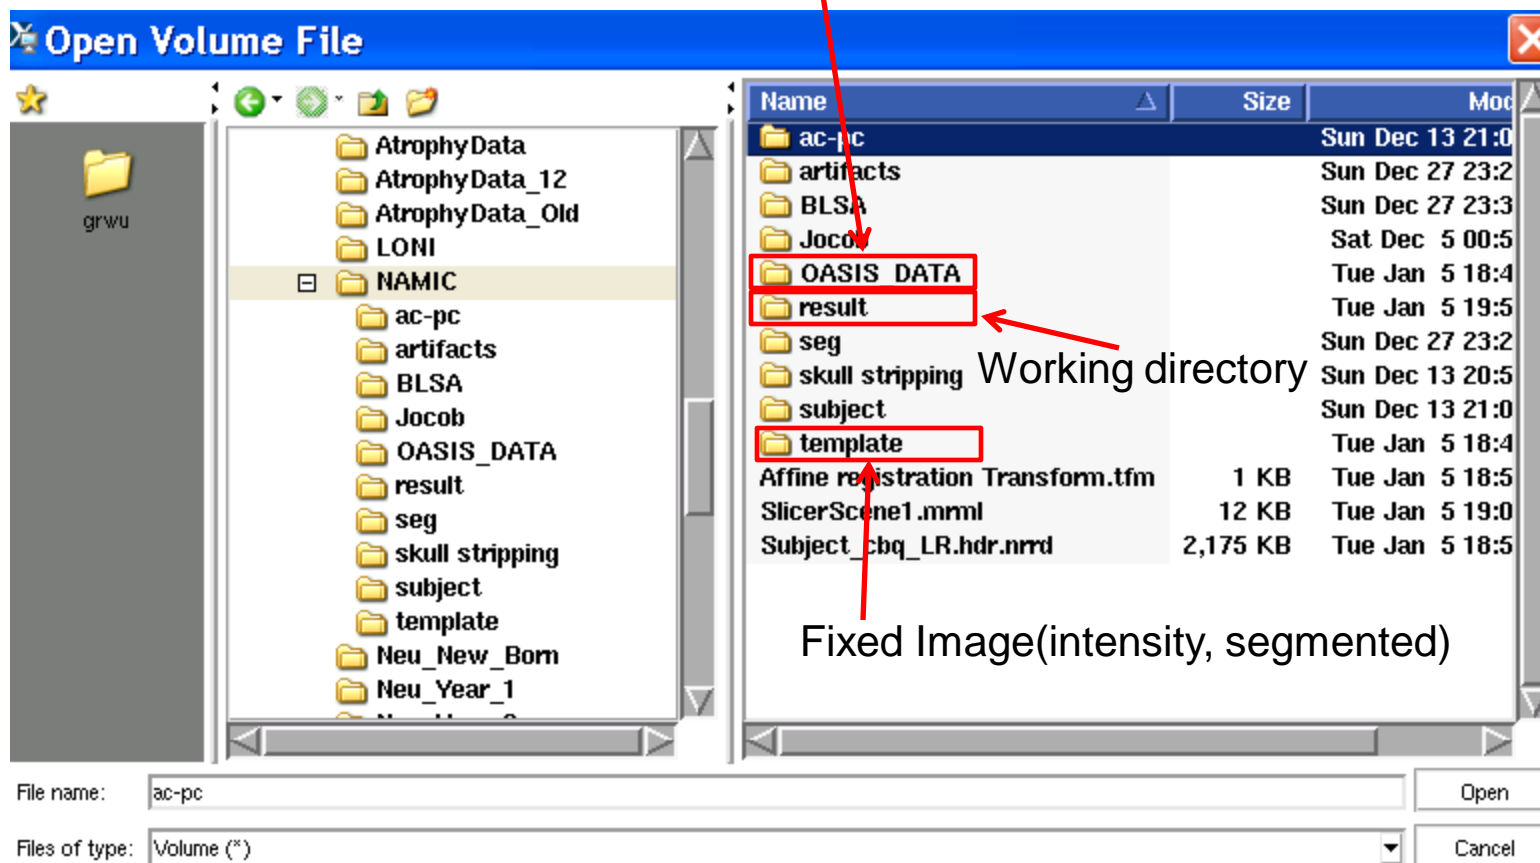 Open Volume File
grwu
AtrophyData
AtrophyData_12
AtrophyData_Old
LONI
NAMIC
ac-pc
artifacts
BLSA
Jocob
OASIS_DATA
result
seg
skull stripping
subject
template
Neu_New_Born
Neu_Year_1
Name Size Mod
ac-pc Sun Dec 13 21:0
artifacts Sun Dec 27 23:2
BLSA Sun Dec 27 23:3
Jocob Sat Dec 5 00:5
OASIS_DATA Tue Jan 5 18:4
result Tue Jan 5 19:5
seg Sun Dec 27 23:2
skull stripping Sun Dec 13 20:5
subject Sun Dec 13 21:0
template Tue Jan 5 18:4
Affine registration Transform.tfm 1 KB Tue Jan 5 18:5
SlicerScene1.mrml 12 KB Tue Jan 5 19:0
Subject_cbq_LR.hdr.nrrd 2,175 KB Tue Jan 5 18:5
Working directory
Fixed Image(intensity, segmented)
File name: ac-pc Open
Files of type: Volume (*) Cancel